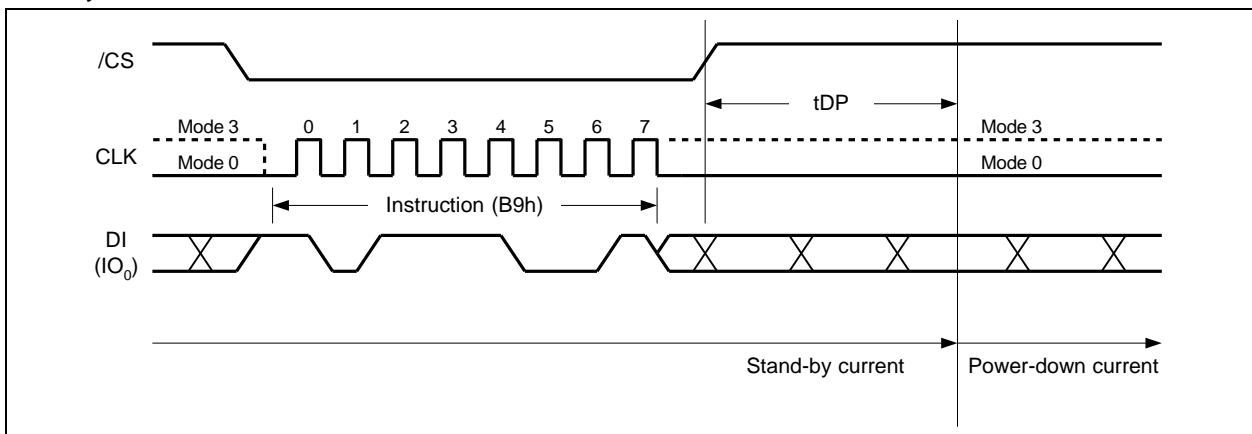 /CS
tDP
Mode 3 0 1 2 3 4 5 6 7 Mode 3
CLK
Mode 0 Mode 0
Instruction (B9h)
DI
(IO₀)
Stand-by current Power-down current